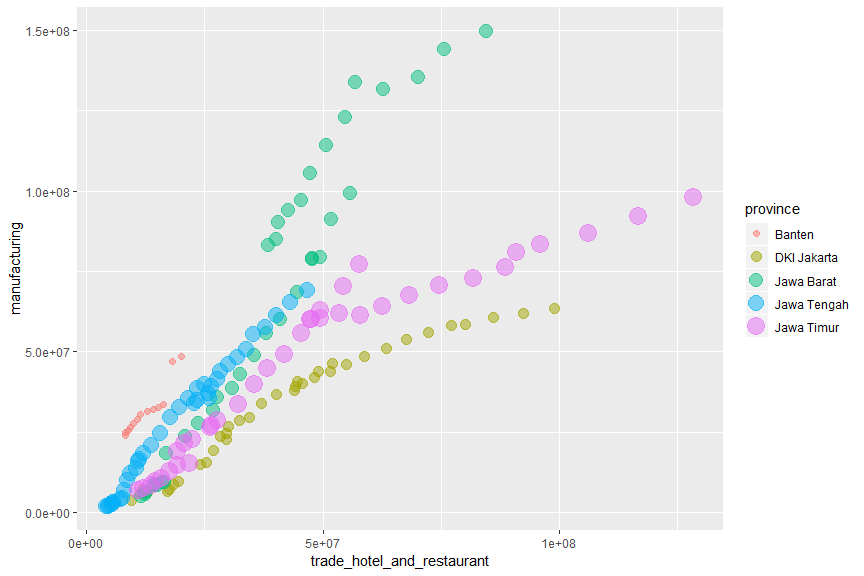 1.5e+08
1.0e+08
5.0e+07
0.0e+00
manufacturing
0e+00
5e+07
1e+08
trade_hotel_and_restaurant
province
Banten
DKI Jakarta
Jawa Barat
Jawa Tengah
Jawa Timur